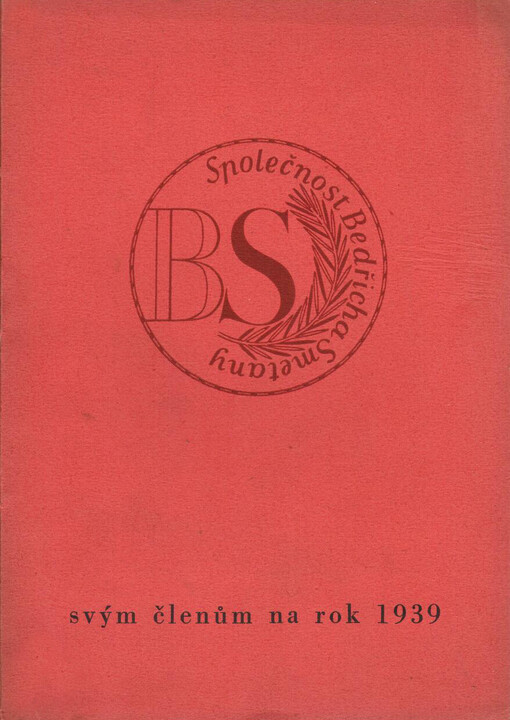 Společnost Bedřicha Smetany
BS
svým členům na rok 1939